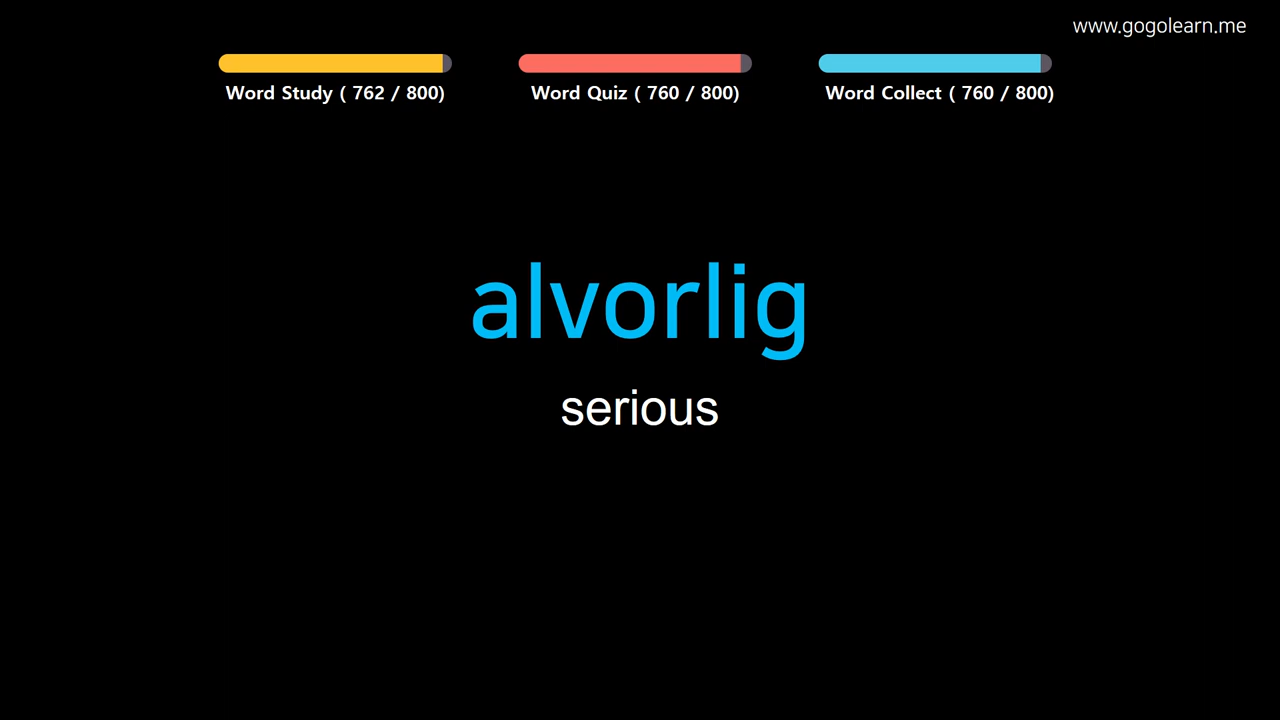 www.gogolearn.me
Word Study ( 762 / 800)
Word Quiz ( 760 / 800)
Word Collect ( 760 / 800)
alvorlig
serious